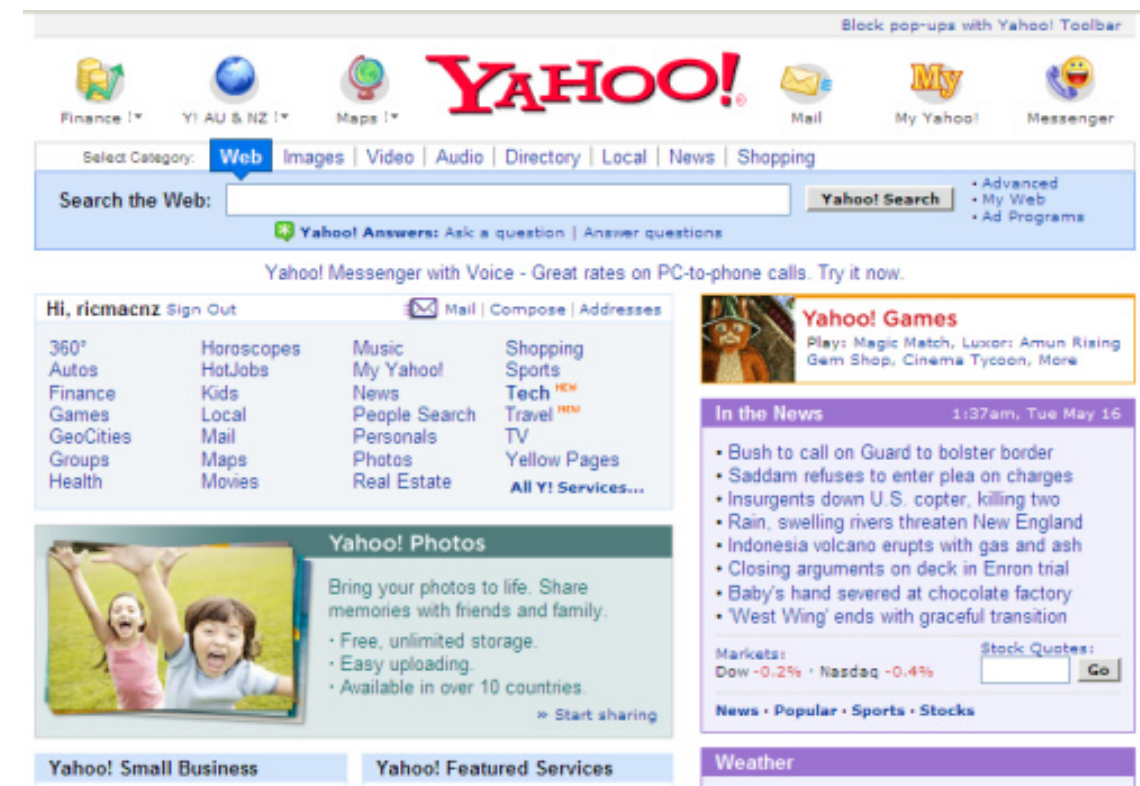 Block pop-ups with Yahoo! Toolbar
YAHOO!
Finance !
Y! AU & NZ !
Maps !
Mail
My
My Yahoo!
Messenger
Select Category:
Web
Images | Video | Audio | Directory | Local | News | Shopping
Search the Web:
Yahoo! Search
• Advanced
• My Web
• Ad Programs
Yahoo! Answers: Ask a question | Answer questions
Yahoo! Messenger with Voice - Great rates on PC-to-phone calls. Try it now.
Hi, ricmacnz Sign Out
Mail | Compose | Addresses
360°
Autos
Finance
Games
GeoCities
Groups
Health
Horoscopes
HotJobs
Kids
Local
Mail
Maps
Movies
Music
My Yahoo!
News
People Search
Personals
Photos
Real Estate
Shopping
Sports
Tech NEW
Travel NEW
TV
Yellow Pages
All Y! Services...
Yahoo! Photos
Bring your photos to life. Share
memories with friends and family.
· Free, unlimited storage.
· Easy uploading.
· Available in over 10 countries.
» Start sharing
Yahoo! Small Business
Yahoo! Featured Services
Yahoo! Games
Play: Magic Match, Luxor: Amun Rising
Gem Shop, Cinema Tycoon, More
In the News
1:37am, Tue May 16
• Bush to call on Guard to bolster border
• Saddam refuses to enter plea on charges
• Insurgents down U.S. copter, killing two
• Rain, swelling rivers threaten New England
• Indonesia volcano erupts with gas and ash
• Closing arguments on deck in Enron trial
• Baby's hand severed at chocolate factory
• 'West Wing' ends with graceful transition
Markets:
Dow -0.2% · Nasdaq -0.4%
Stock Quotes:
Go
News · Popular · Sports · Stocks
Weather